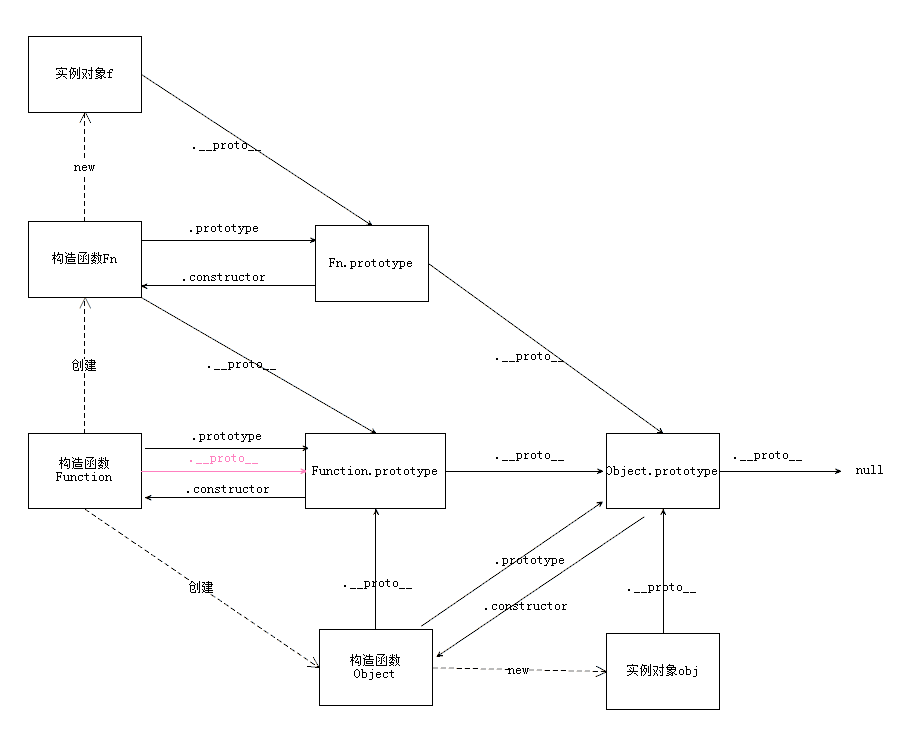 实例对象f
.__proto__
new
.prototype
构造函数Fn
Fn.prototype
.constructor
.__proto__
.__proto__
创建
.prototype
.__proto__
构造函数
Function
Function.prototype
.__proto__
Object.prototype
.__proto__
null
.constructor
.prototype
创建
.__proto__
.__proto__
.constructor
构造函数
Object
new
实例对象obj